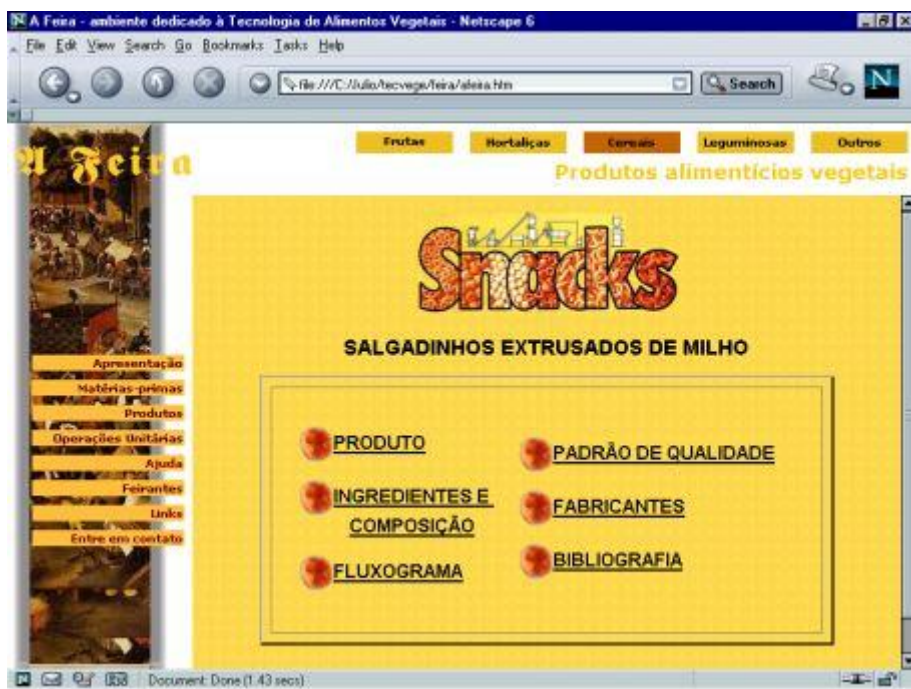 A Feira - ambiente dedicado à Tecnologia de Alimentos Vegetais - Netscape 6
File Edit View Search Go Bookmarks Tasks Help
file:///C:/Julio/tecvege/feira/afeira.htm
Search
N
A Feira
Frutas Hortaliças Cereais Leguminosas Outros
Produtos alimentícios vegetais
Snacks
SALGADINHOS EXTRUSADOS DE MILHO
Apresentação
Matérias-primas
Produtos
Operações Unitárias
Ajuda
Feirantes
Links
Entre em contato
PRODUTO
INGREDIENTES E
COMPOSIÇÃO
FLUXOGRAMA
PADRÃO DE QUALIDADE
FABRICANTES
BIBLIOGRAFIA
Document: Done (1.43 secs)